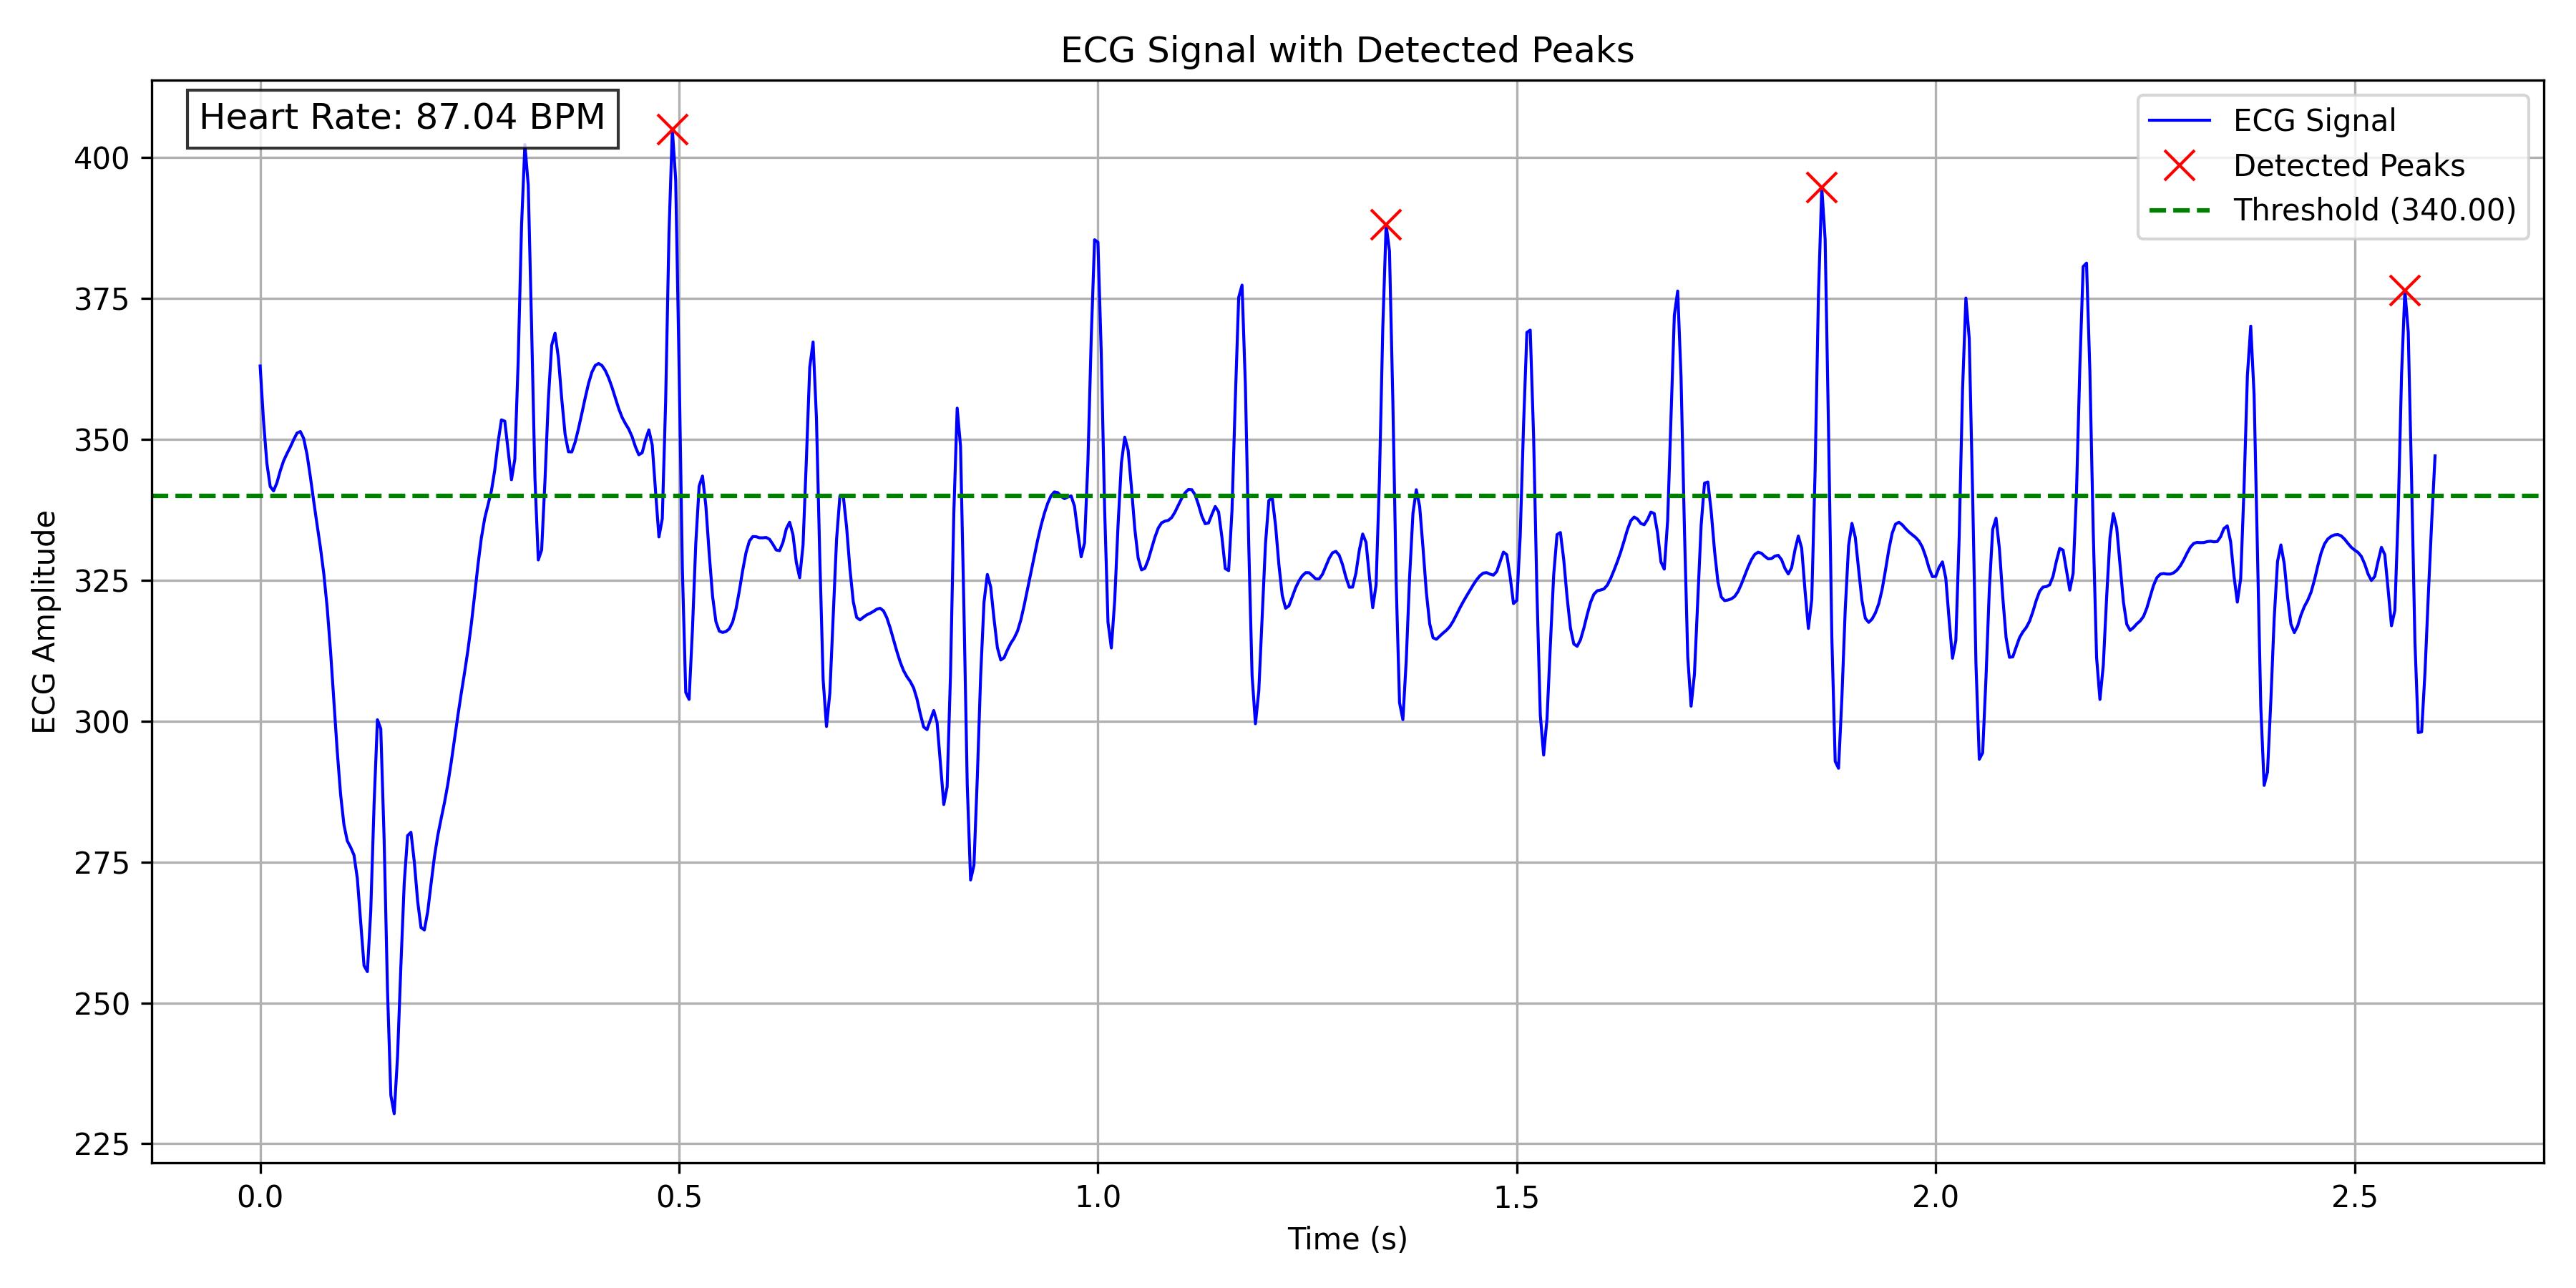 ECG Signal with Detected Peaks
Heart Rate: 87.04 BPM
ECG Signal
Detected Peaks
Threshold (340.00)
ECG Amplitude
400
375
350
325
300
275
250
225
0.0 0.5 1.0 1.5 2.0 2.5
Time (s)